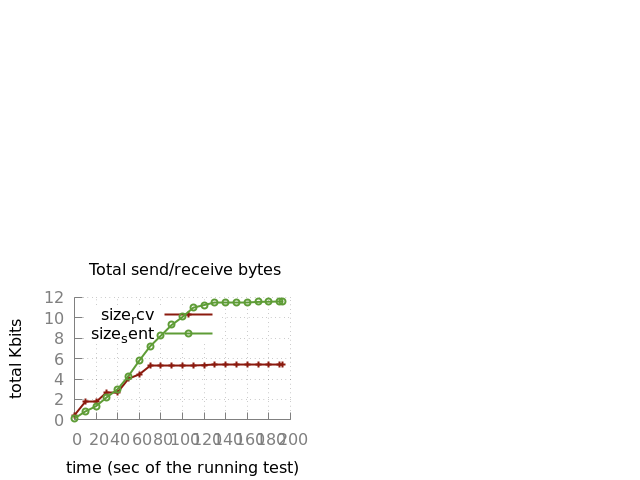 Total send/receive bytes
12
10
8
6
4
2
0
total Kbits
size_rcv
size_sent
0 20 40 60 80 100 120 140 160 180 200
time (sec of the running test)